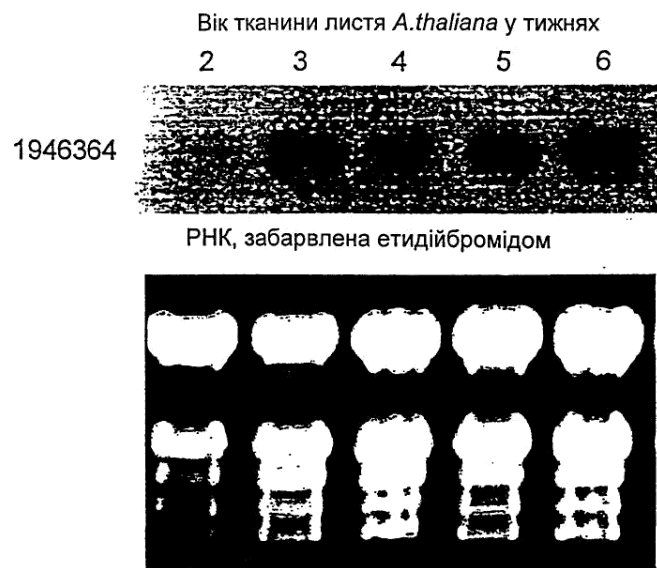 Вік тканини листя A.thaliana у тижнях
2 3 4 5 6
1946364
РНК, забарвлена етидійбромідом